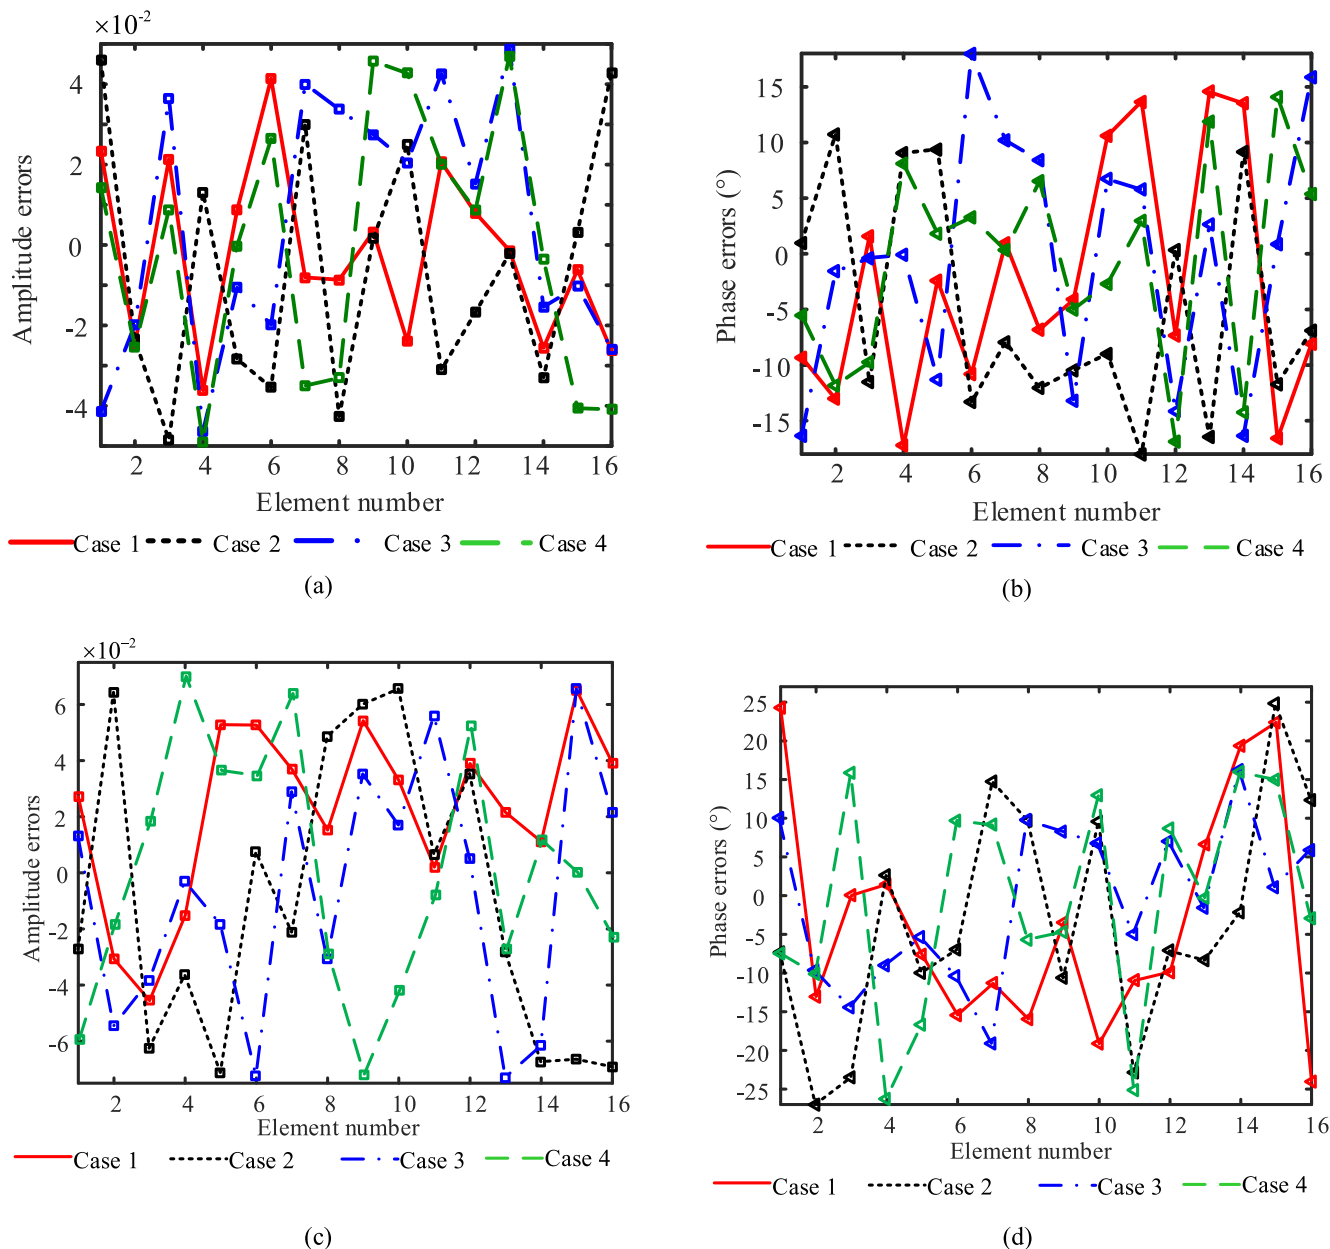 ×10-2
4
2
0
-2
-4
Amplitude errors
2 4 6 8 10 12 14 16
Element number
Case 1 Case 2 Case 3 Case 4
(a)
15
10
5
0
-5
-10
-15
Phase errors (°)
2 4 6 8 10 12 14 16
Element number
Case 1 Case 2 Case 3 Case 4
(b)
×10−2
6
4
2
0
-2
-4
-6
Amplitude errors
2 4 6 8 10 12 14 16
Element number
Case 1 Case 2 Case 3 Case 4
(c)
25
20
15
10
5
0
-5
-10
-15
-20
-25
Phase errors (°)
2 4 6 8 10 12 14 16
Element number
Case 1 Case 2 Case 3 Case 4
(d)